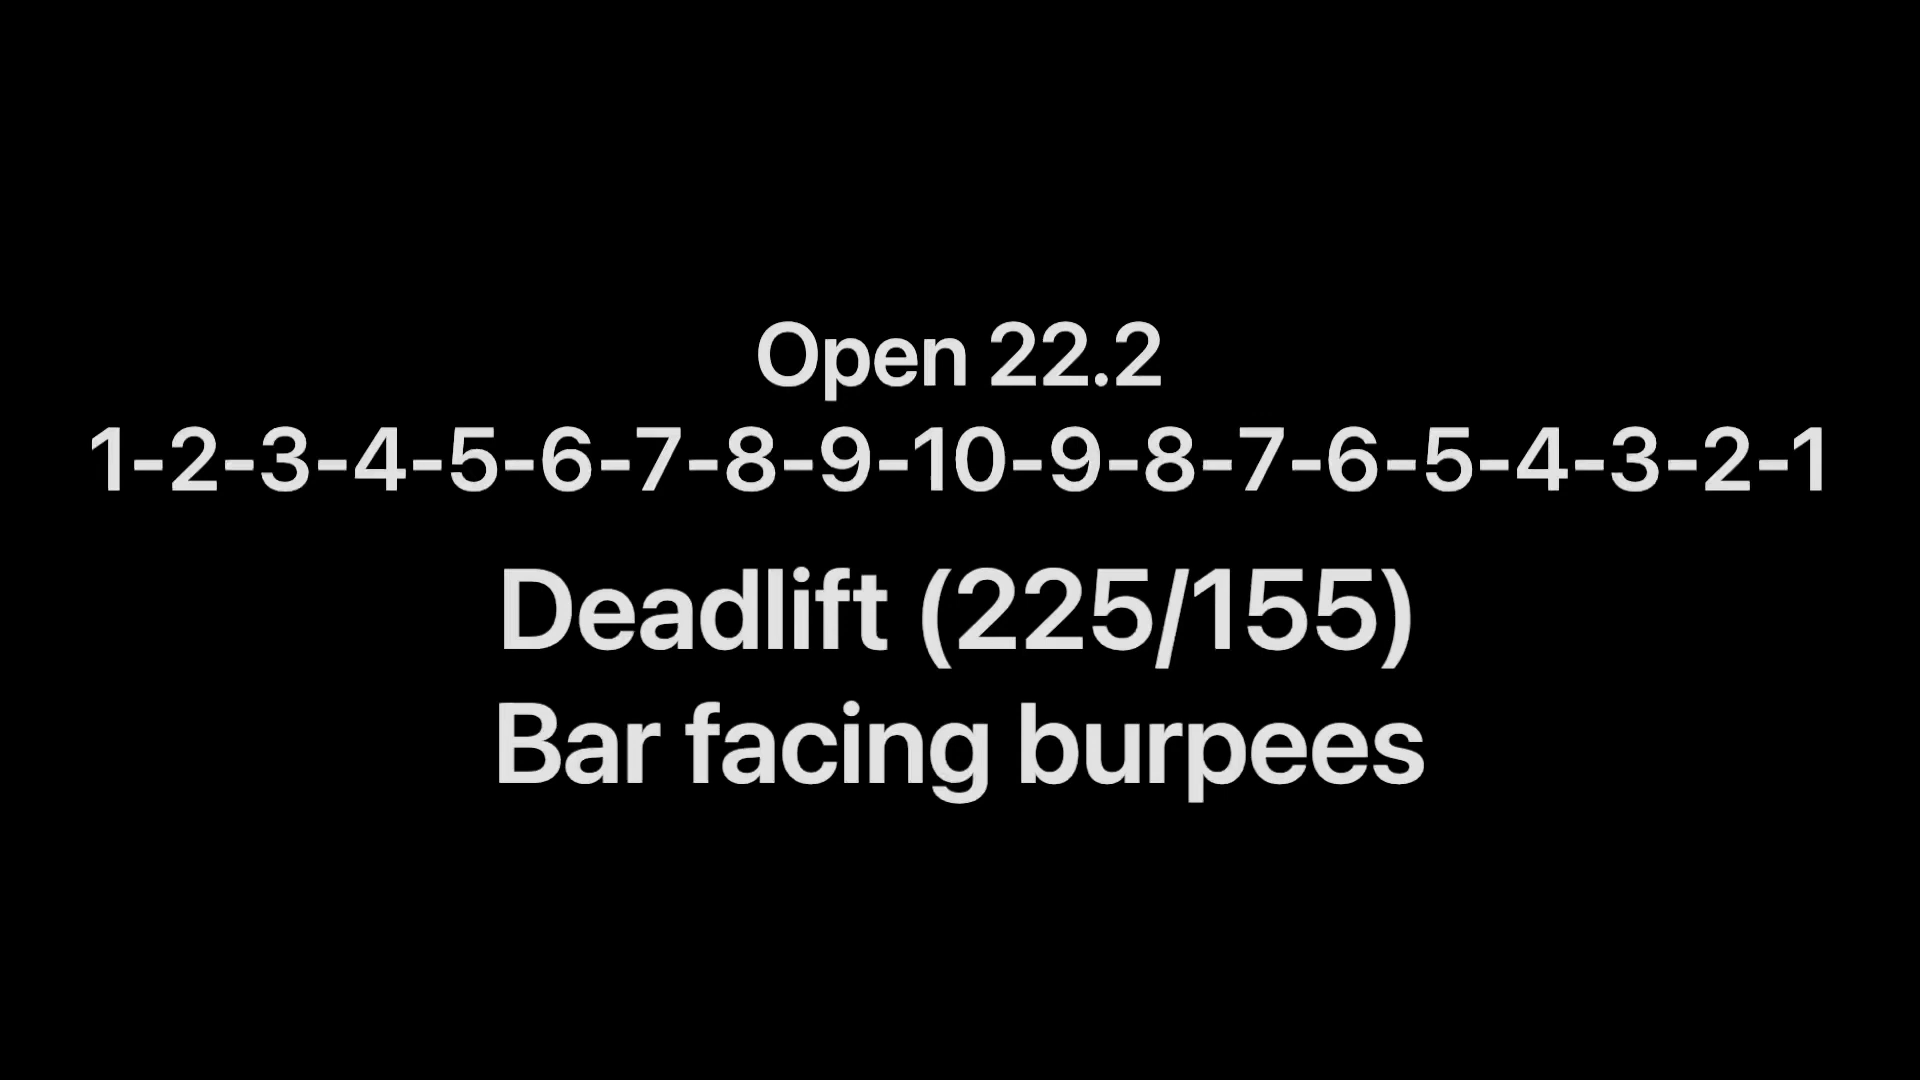 Open 22.2
1-2-3-4-5-6-7-8-9-10-9-8-7-6-5-4-3-2-1
Deadlift (225/155)
Bar facing burpees